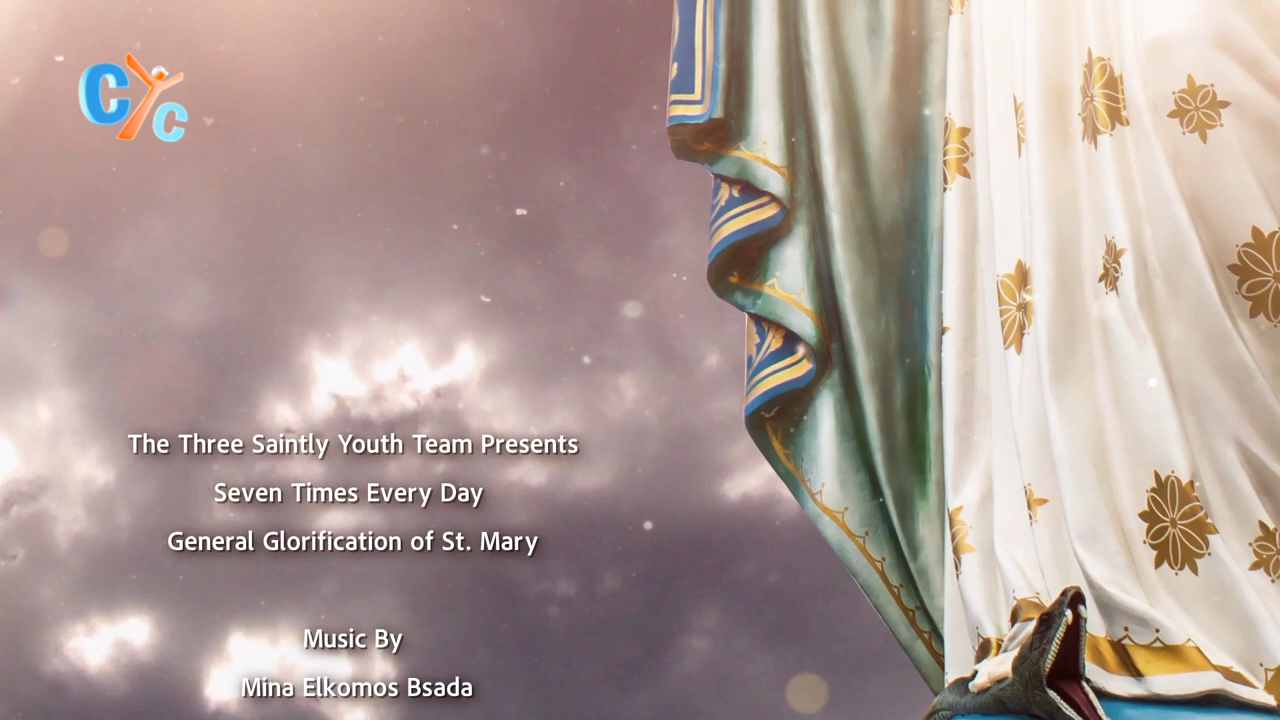 CYC
The Three Saintly Youth Team Presents
Seven Times Every Day
General Glorification of St. Mary
Music By
Mina Elkomos Bsada